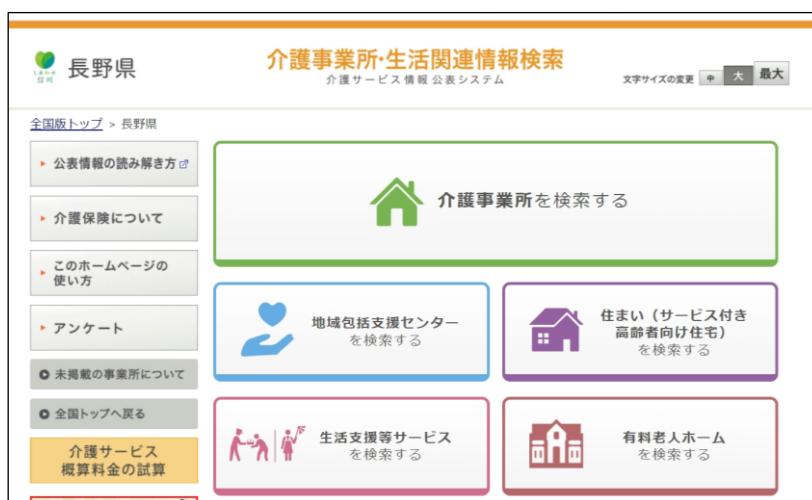 しあわせ
信州
長野県
介護事業所・生活関連情報検索
介護サービス情報公表システム
文字サイズの変更 中 大 最大
全国版トップ > 長野県
公表情報の読み解き方
介護保険について
このホームページの
使い方
アンケート
未掲載の事業所について
全国トップへ戻る
介護サービス
概算料金の試算
介護事業所を検索する
地域包括支援センター
を検索する
住まい（サービス付き
高齢者向け住宅）
を検索する
生活支援等サービス
を検索する
有料老人ホーム
を検索する